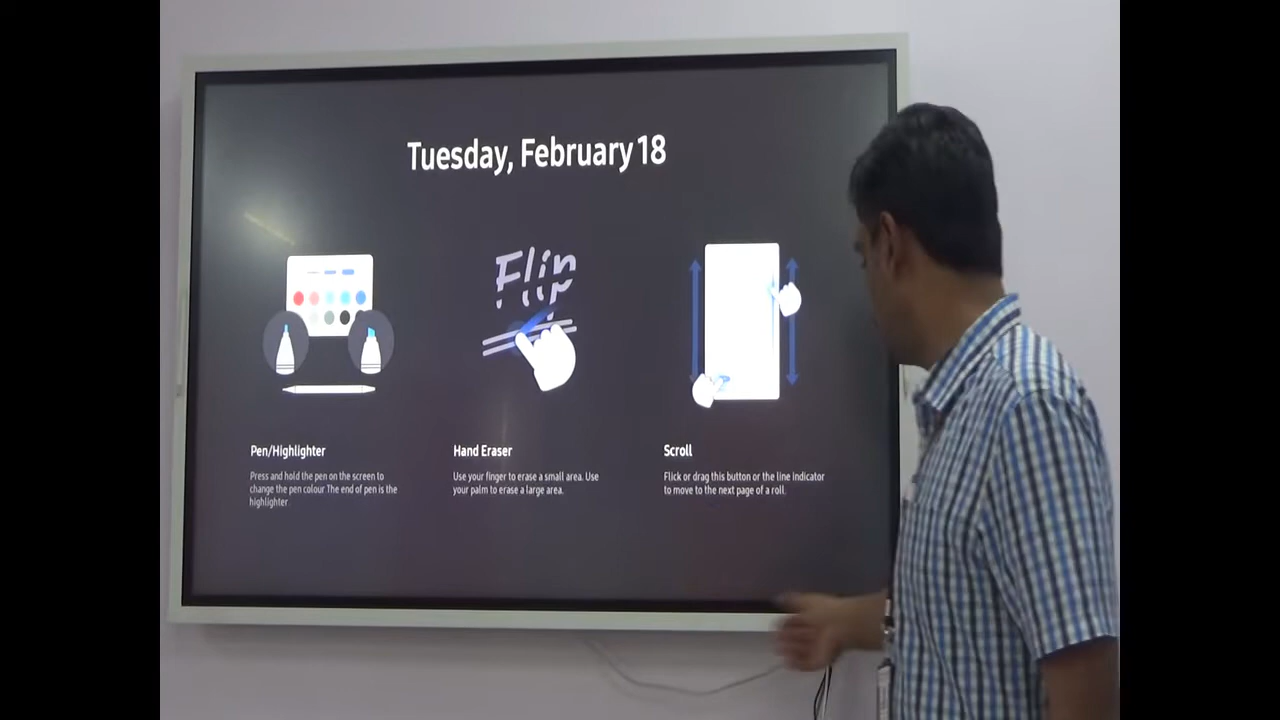 Tuesday, February 18
Flip
Pen/Highlighter
Press and hold the pen on the screen to
change the pen colour The end of pen is the
highlighter
Hand Eraser
Use your finger to erase a small area. Use
your palm to erase a large area.
Scroll
Flick or drag this button or the line indicator
to move to the next page of a roll.